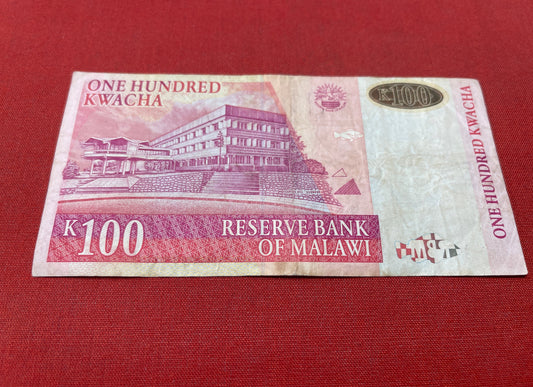 ONE HUNDRED
KWACHA
K100
ONE HUNDRED KWACHA
K100
RESERVE BANK
OF MALAWI